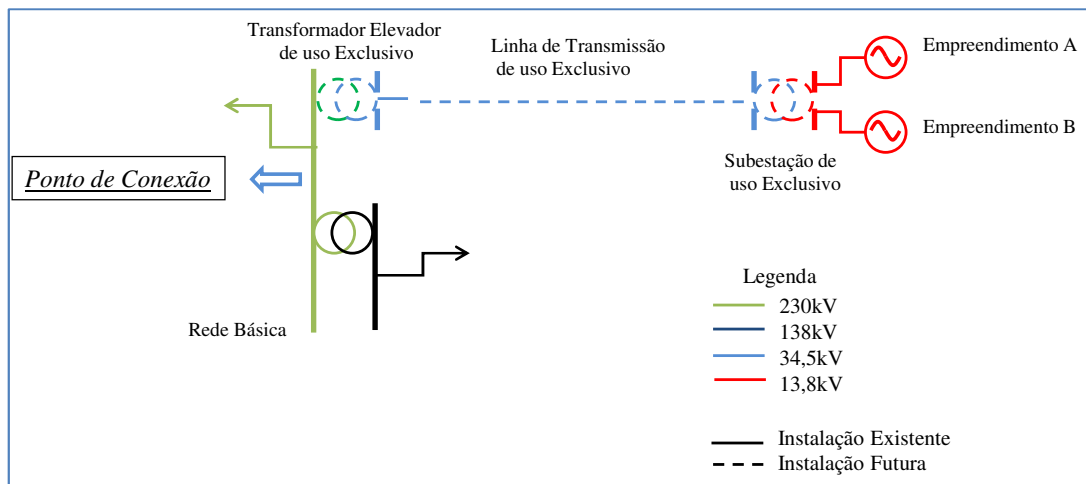 Transformador Elevador
de uso Exclusivo
Linha de Transmissão
de uso Exclusivo
Empreendimento A
Empreendimento B
Subestação de
uso Exclusivo
Ponto de Conexão
Rede Básica
Legenda
230kV
138kV
34,5kV
13,8kV
Instalação Existente
Instalação Futura